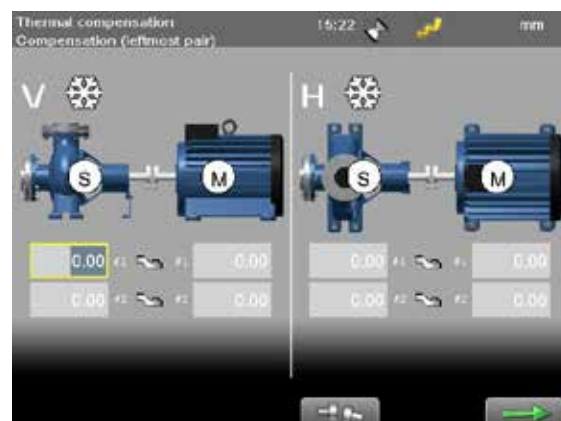 Thermal compensation 15:22 mm
Compensation (leftmost pair)
V H
S M S M
0.00 #1 #1 0.00 0.00 #1 #1 0.00
0.00 #2 #2 0.00 0.00 #2 #2 0.00